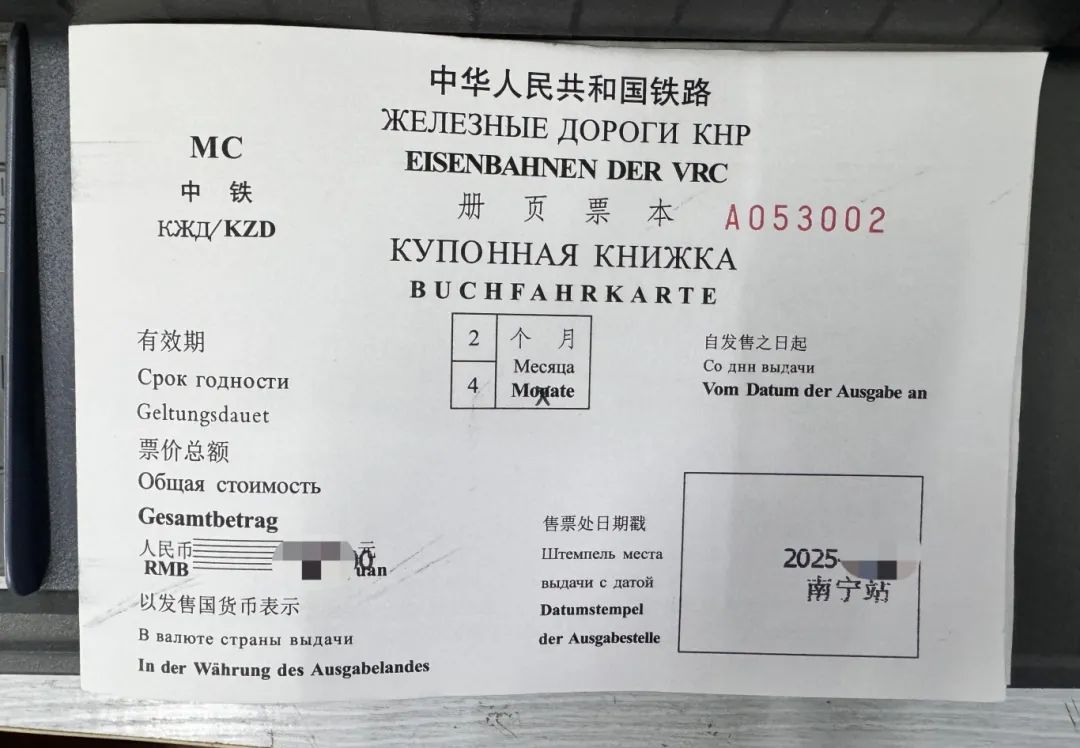 中华人民共和国铁路
ЖЕЛЕЗНЫЕ ДОРОГИ КНР
EISENBAHNEN DER VRC
MC
中 铁
КЖД/KZD
册 页 票 本
A053002
КУПОННАЯ КНИЖКА
BUCHFAHRKARTE
有效期
Срок годности
Geltungsdauet
2
4
个 月
Месяца
Monate
x
自发售之日起
Со днн выдачи
Vom Datum der Ausgabe an
票价总额
Общая стоимость
Gesamtbetrag
人民币 元
RMB uan
以发售国货币表示
В валюте страны выдачи
In der Währung des Ausgabelandes
售票处日期戳
Штемпель места
выдачи с датой
Datumstempel
der Ausgabestelle
2025-
南宁站